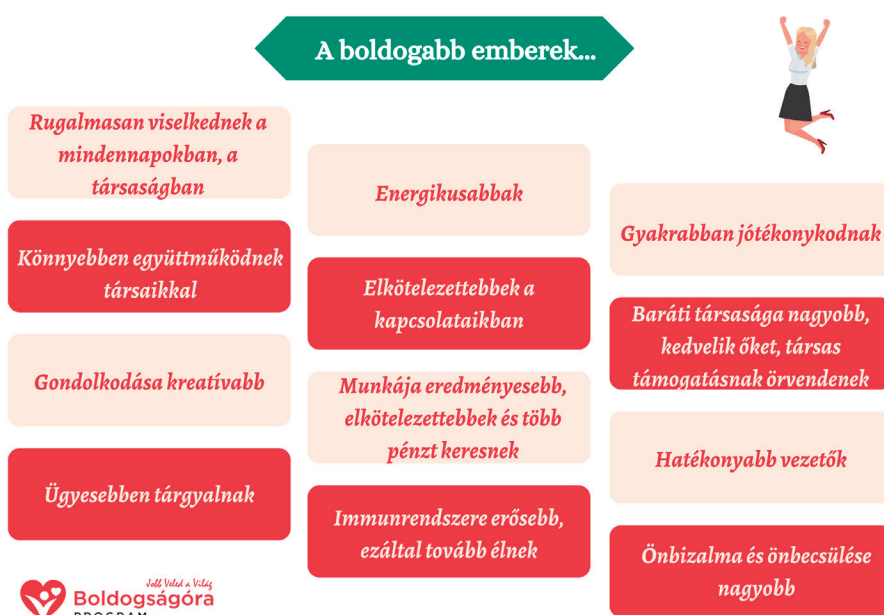 A boldogabb emberek...
Rugalmasan viselkednek a
mindennapokban, a
társaságban
Könnyebben együttműködnek
társaikkal
Gondolkodása kreatívabb
Ügyesebben tárgyalnak
Energikusabbak
Elkötelezettebbek a
kapcsolataikban
Munkája eredményesebb,
elkötelezettebbek és több
pénzt keresnek
Immunrendszere erősebb,
ezáltal tovább élnek
Gyakrabban jótékonykodnak
Baráti társasága nagyobb,
kedvelik őket, társas
támogatásnak örvendenek
Hatékonyabb vezetők
Önbizalma és önbecsülése
nagyobb
Jobb Veled a Világ
Boldogságóra
PROGRAM